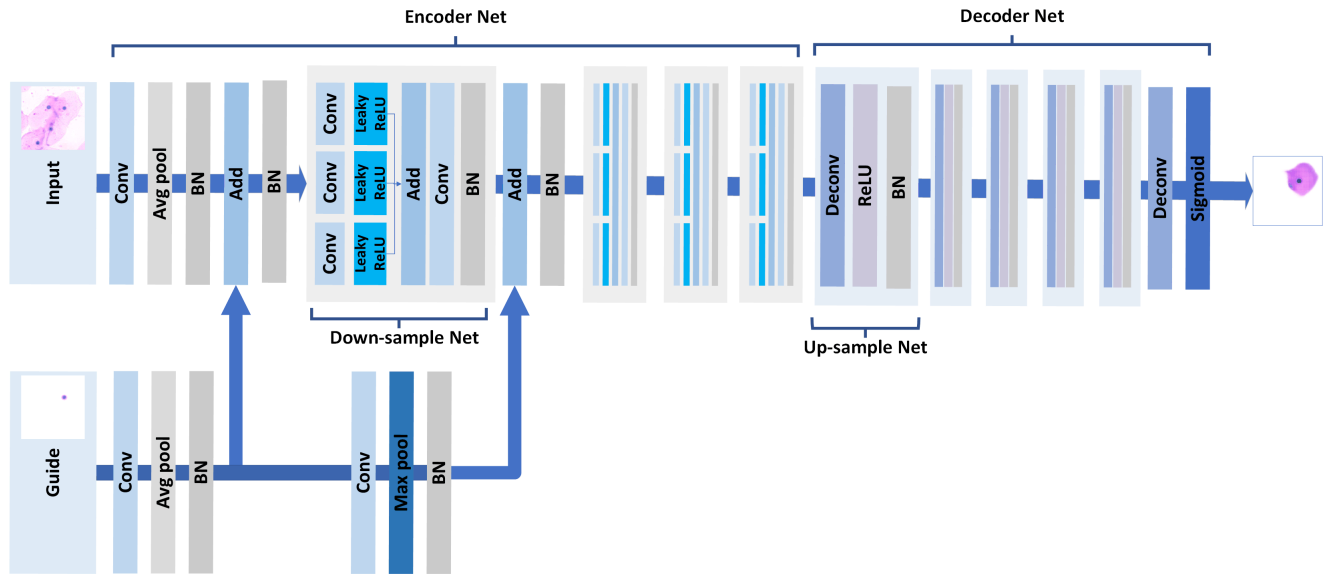 Encoder Net
Decoder Net
Input
Conv
Avg pool
BN
Add
BN
Conv
Leaky
ReLU
Conv
Leaky
ReLU
Conv
Leaky
ReLU
Add
Conv
BN
Add
BN
Deconv
ReLU
BN
Deconv
Sigmoid
Down-sample Net
Up-sample Net
Guide
Conv
Avg pool
BN
Conv
Max pool
BN